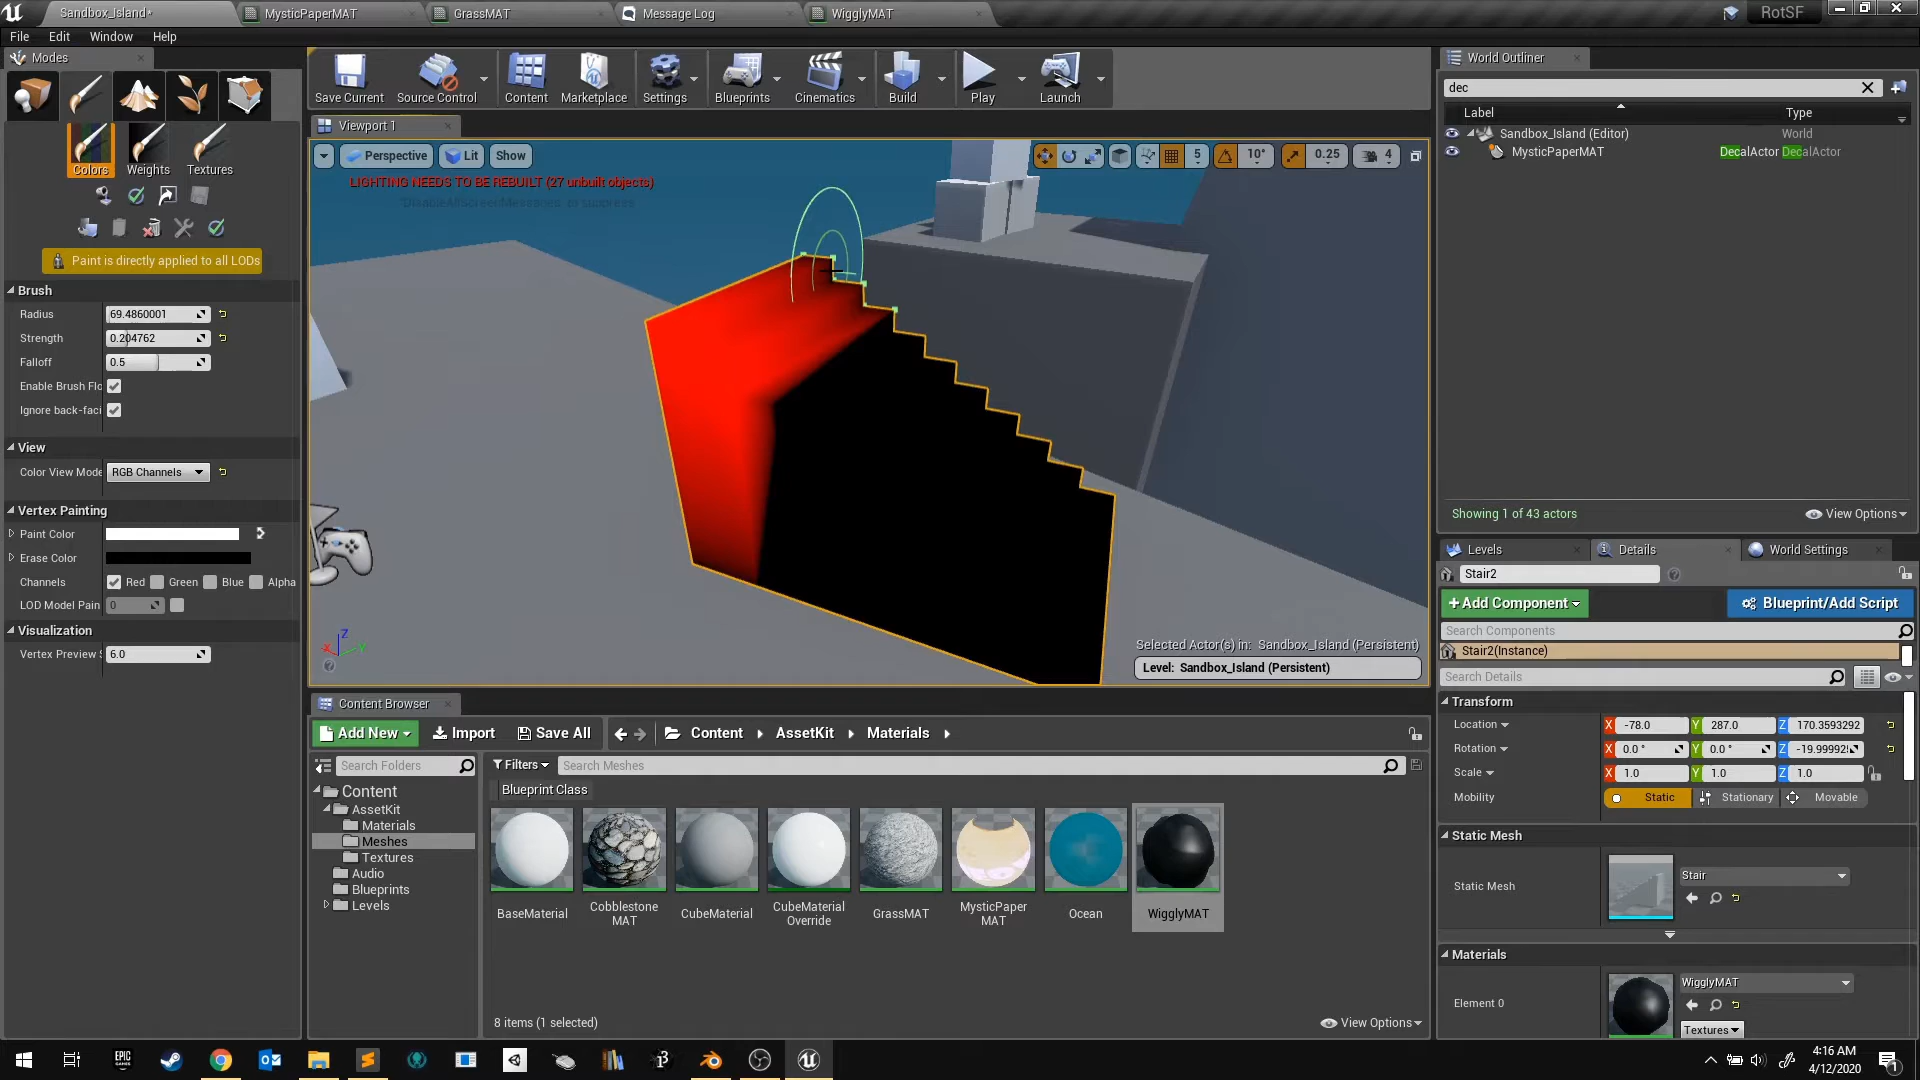 Sandbox_Island*
MysticPaperMAT
GrassMAT
Message Log
WigglyMAT
RotSF
File
Edit
Window
Help
Modes
Save Current
Source Control
Content
Marketplace
Settings
Blueprints
Cinematics
Build
Play
Launch
World Outliner
dec
Label
Type
Sandbox_Island (Editor)
World
MysticPaperMAT
DecalActor DecalActor
Showing 1 of 43 actors
View Options
Colors
Weights
Textures
Paint is directly applied to all LODs
Brush
Radius
69.4860001
Strength
0.204762
Falloff
0.5
Enable Brush Flo
Ignore back-faci
View
Color View Mode
RGB Channels
Vertex Painting
Paint Color
Erase Color
Channels
Red
Green
Blue
Alpha
LOD Model Pain
0
Visualization
Vertex Preview S
6.0
Viewport 1
Perspective
Lit
Show
5
10°
0.25
4
LIGHTING NEEDS TO BE REBUILT (27 unbuilt objects)
'DisableAllScreenMessages' to suppress
Z
X
Y
Selected Actor(s) in: Sandbox_Island (Persistent)
Level: Sandbox_Island (Persistent)
Levels
Details
World Settings
Stair2
Add Component
Blueprint/Add Script
Search Components
Stair2(Instance)
Search Details
Transform
Location
X
-78.0
Y
287.0
Z
170.3593292
Rotation
X
0.0 °
Y
0.0 °
Z
-19.99992
Scale
X
1.0
Y
1.0
Z
1.0
Mobility
Static
Stationary
Movable
Static Mesh
Static Mesh
Stair
Materials
Element 0
WigglyMAT
Textures
Content Browser
Add New
Import
Save All
Content
AssetKit
Materials
Search Folders
Filters
Search Meshes
Content
AssetKit
Materials
Meshes
Textures
Audio
Blueprints
Levels
Blueprint Class
BaseMaterial
Cobblestone
MAT
CubeMaterial
CubeMaterial
Override
GrassMAT
MysticPaper
MAT
Ocean
WigglyMAT
8 items (1 selected)
View Options
EPIC
GAMES
4:16 AM
4/12/2020
1